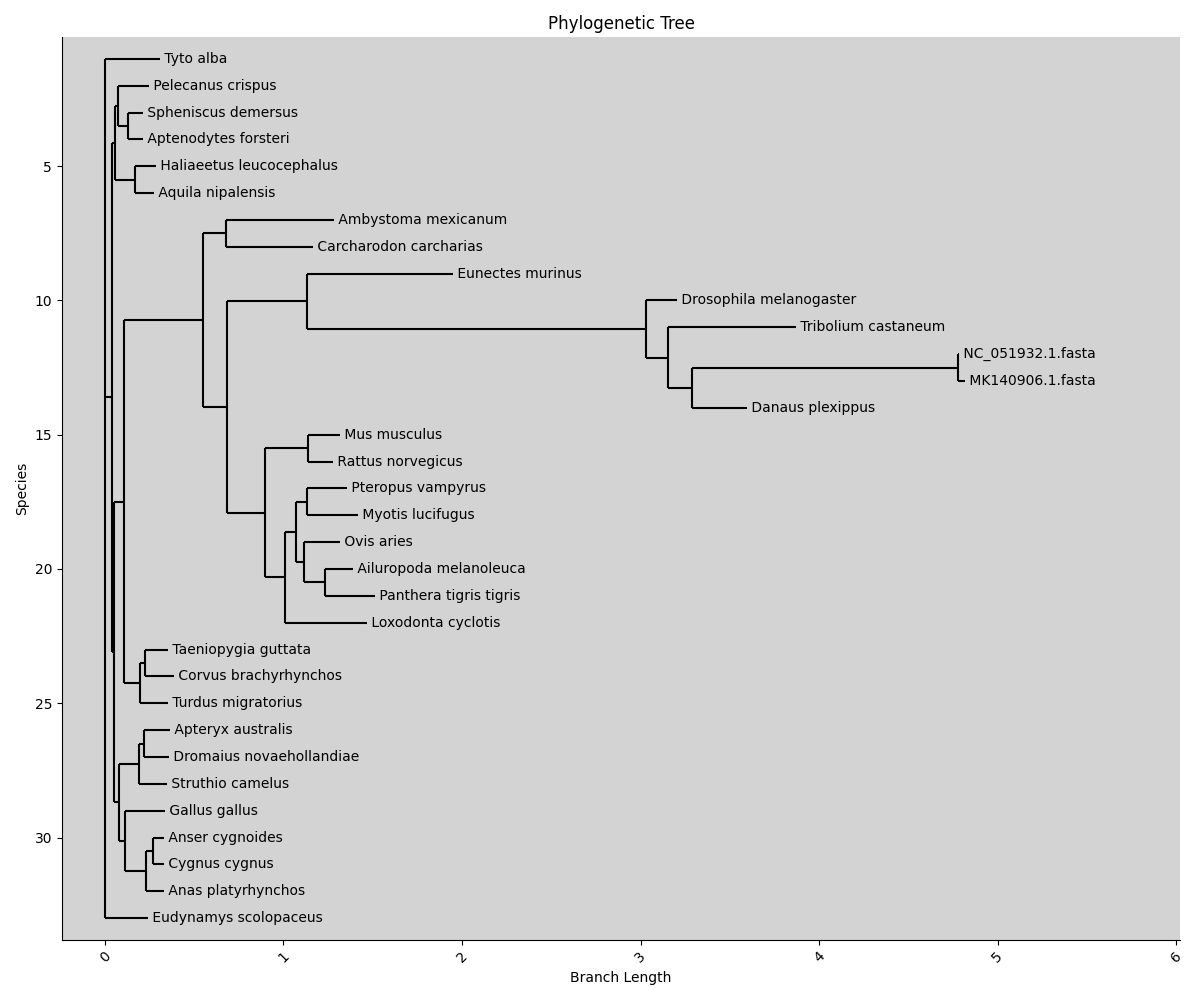 Phylogenetic Tree
Tyto alba
Pelecanus crispus
Spheniscus demersus
Aptenodytes forsteri
5
Haliaeetus leucocephalus
Aquila nipalensis
Ambystoma mexicanum
Carcharodon carcharias
Eunectes murinus
10
Drosophila melanogaster
Tribolium castaneum
NC_051932.1.fasta
MK140906.1.fasta
Danaus plexippus
15
Mus musculus
Rattus norvegicus
Species
Pteropus vampyrus
Myotis lucifugus
Ovis aries
20
Ailuropoda melanoleuca
Panthera tigris tigris
Loxodonta cyclotis
Taeniopygia guttata
Corvus brachyrhynchos
25
Turdus migratorius
Apteryx australis
Dromaius novaehollandiae
Struthio camelus
Gallus gallus
30
Anser cygnoides
Cygnus cygnus
Anas platyrhynchos
Eudynamys scolopaceus
0 1 2 3 4 5 6
Branch Length